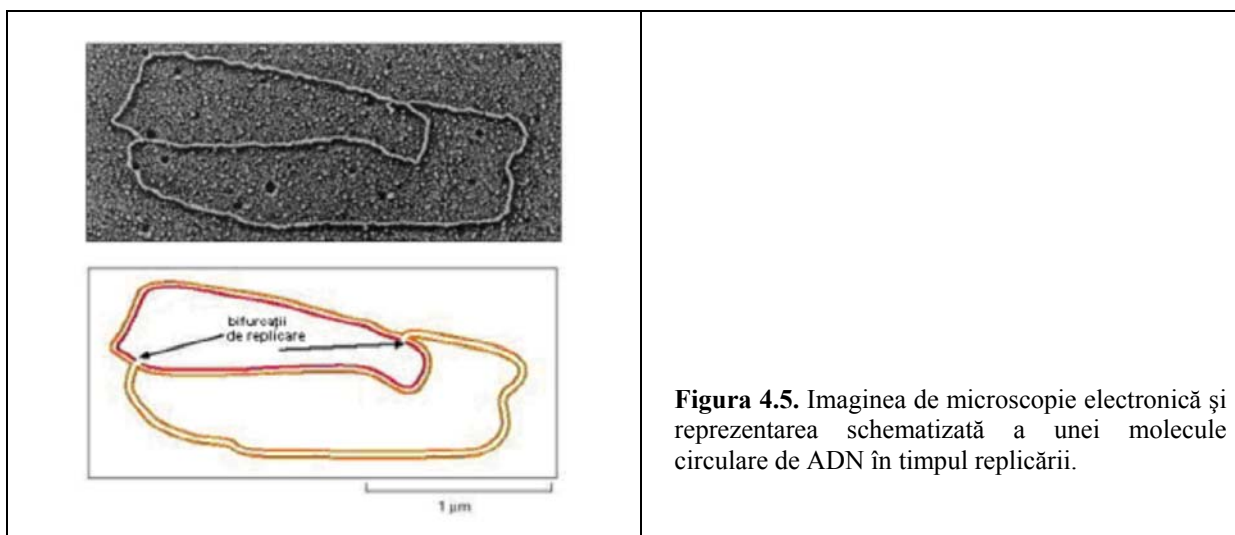 bifurcații
de replicare
1 µm
Figura 4.5. Imaginea de microscopie electronică şi
reprezentarea schematizată a unei molecule
circulare de ADN în timpul replicării.